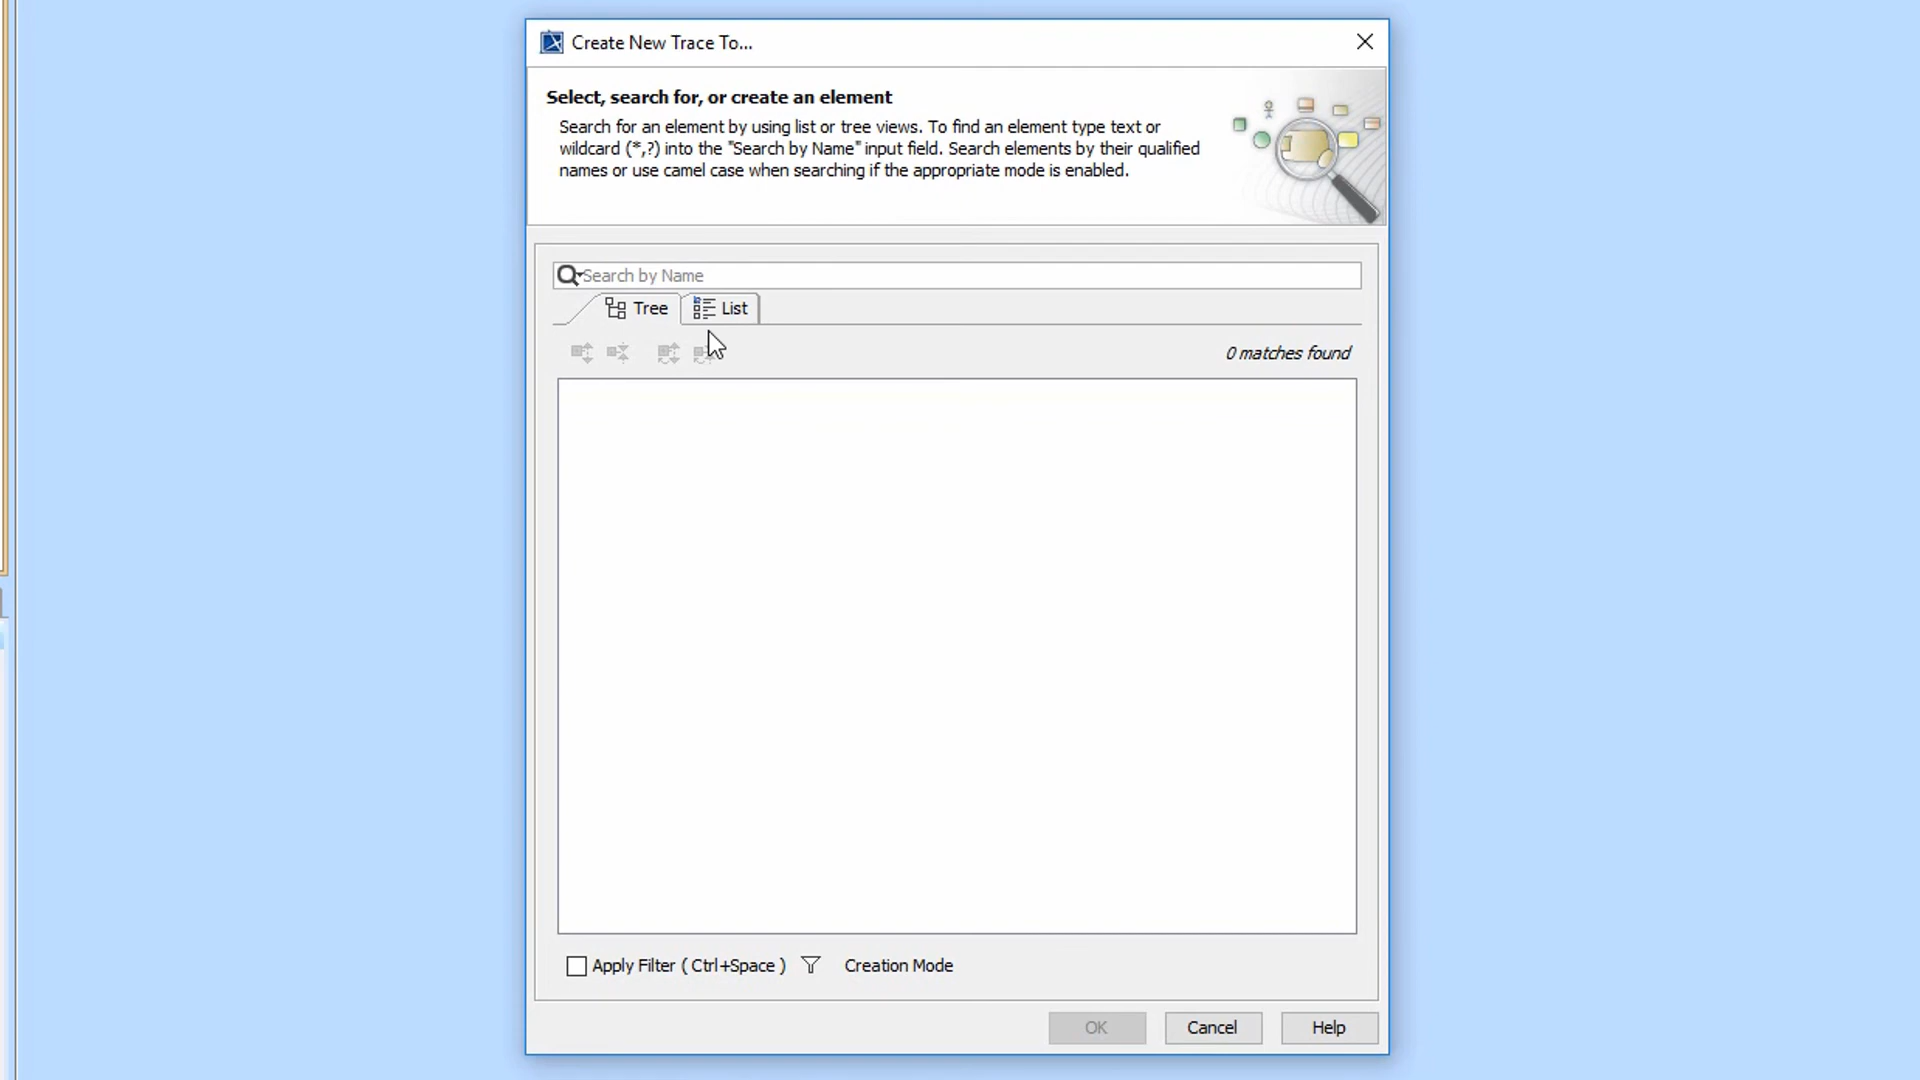 Create New Trace To...
Select, search for, or create an element
Search for an element by using list or tree views. To find an element type text or
wildcard (*,?) into the "Search by Name" input field. Search elements by their qualified
names or use camel case when searching if the appropriate mode is enabled.
Search by Name
Tree List
0 matches found
Apply Filter ( Ctrl+Space ) Creation Mode
OK Cancel Help